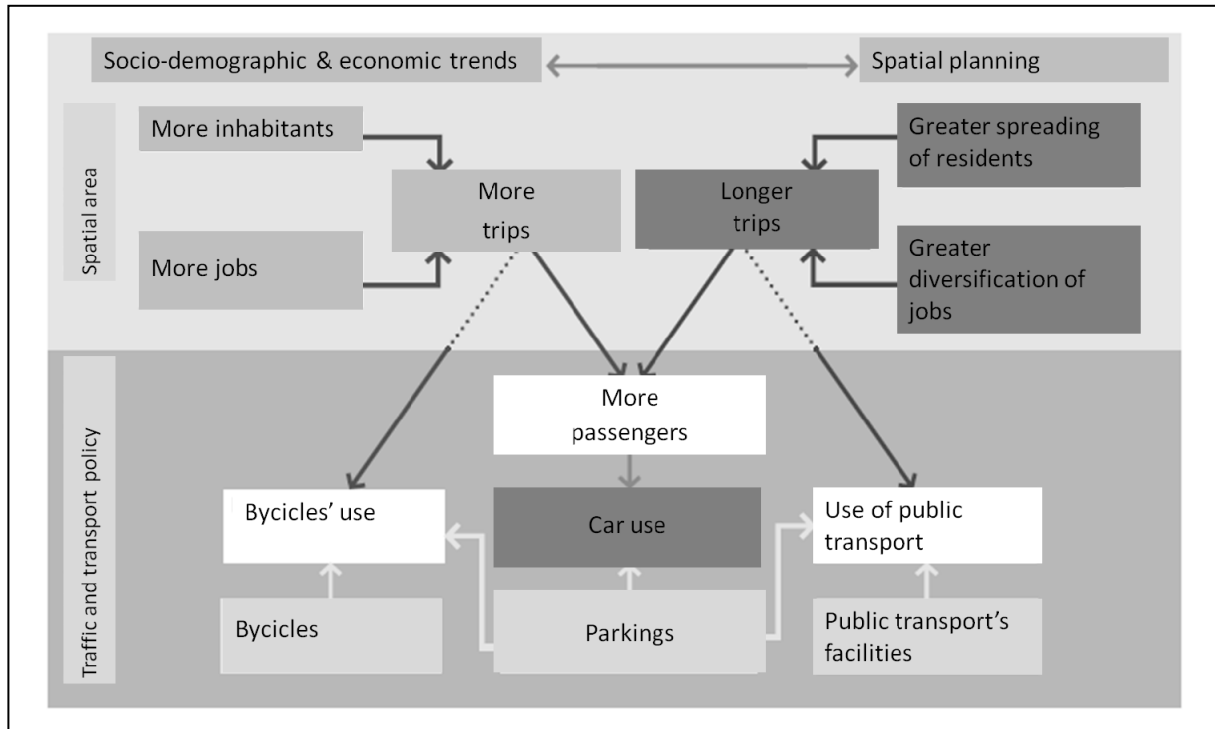 Socio-demographic & economic trends
Spatial planning
Spatial area
More inhabitants
Greater spreading
of residents
More
trips
Longer
trips
More jobs
Greater
diversification of
jobs
Traffic and transport policy
More
passengers
Bycicles’ use
Car use
Use of public
transport
Bycicles
Parkings
Public transport’s
facilities